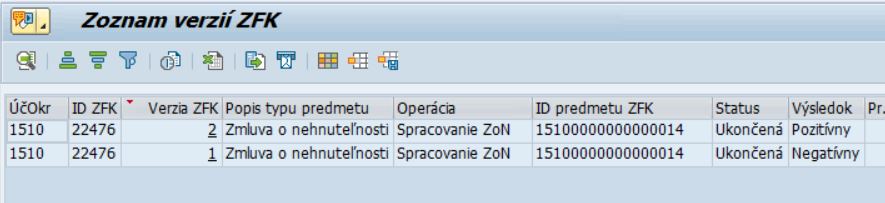 Zoznam verzií ZFK
ÚčOkr ID ZFK Verzia ZFK Popis typu predmetu Operácia ID predmetu ZFK Status Výsledok Pr.
1510 22476 2 Zmluva o nehnuteľnosti Spracovanie ZoN 15100000000000014 Ukončená Pozitívny
1510 22476 1 Zmluva o nehnuteľnosti Spracovanie ZoN 15100000000000014 Ukončená Negatívny